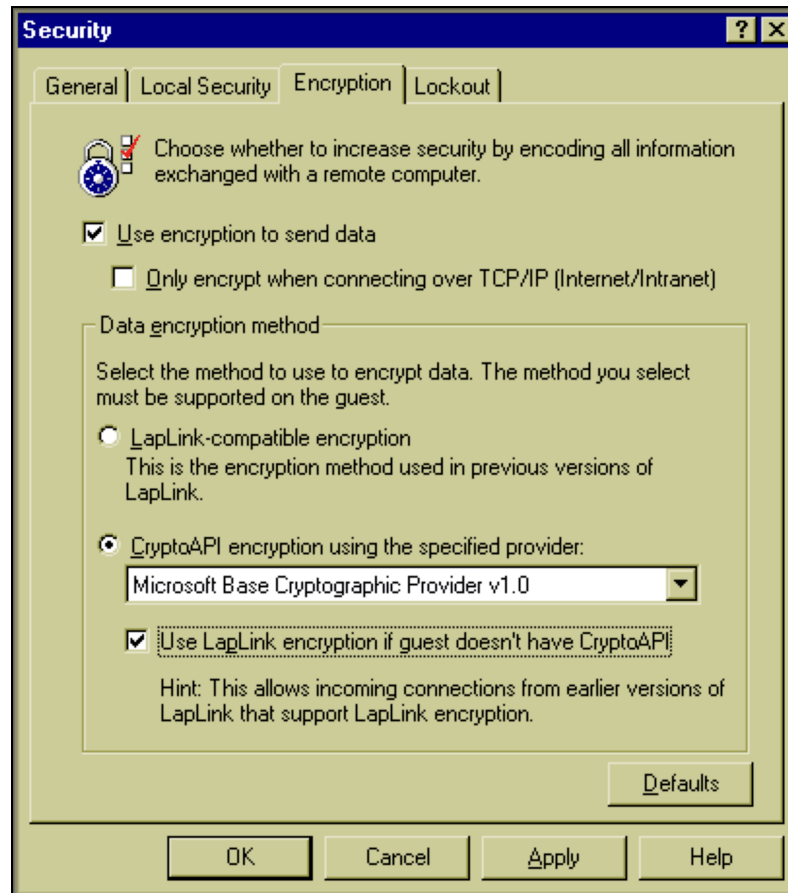 Security
General
Local Security
Encryption
Lockout
Choose whether to increase security by encoding all information
exchanged with a remote computer.
Use encryption to send data
Only encrypt when connecting over TCP/IP (Internet/Intranet)
Data encryption method
Select the method to use to encrypt data. The method you select
must be supported on the guest.
LapLink-compatible encryption
This is the encryption method used in previous versions of
LapLink.
CryptoAPI encryption using the specified provider:
Microsoft Base Cryptographic Provider v1.0
Use LapLink encryption if guest doesn't have CryptoAPI
Hint: This allows incoming connections from earlier versions of
LapLink that support LapLink encryption.
Defaults
OK
Cancel
Apply
Help